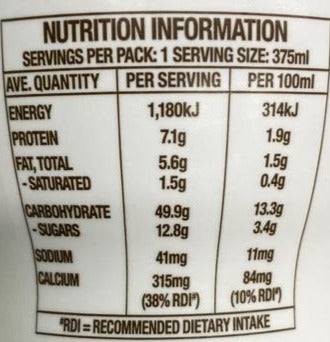 NUTRITION INFORMATION
SERVINGS PER PACK: 1 SERVING SIZE: 375ml
AVE. QUANTITY PER SERVING PER 100ml
ENERGY 1,180kJ 314kJ
PROTEIN 7.1g 1.9g
FAT, TOTAL 5.6g 1.5g
- SATURATED 1.5g 0.4g
CARBOHYDRATE 49.9g 13.3g
- SUGARS 12.8g 3.4g
SODIUM 41mg 11mg
CALCIUM 315mg 84mg
(38% RDI*) (10% RDI*)
*RDI = RECOMMENDED DIETARY INTAKE